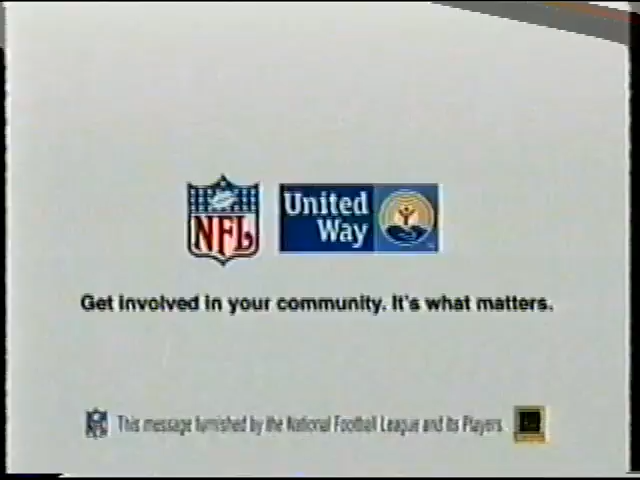 NFL
United
Way
Get involved in your community. It's what matters.
This message furnished by the National Football League and its Players.